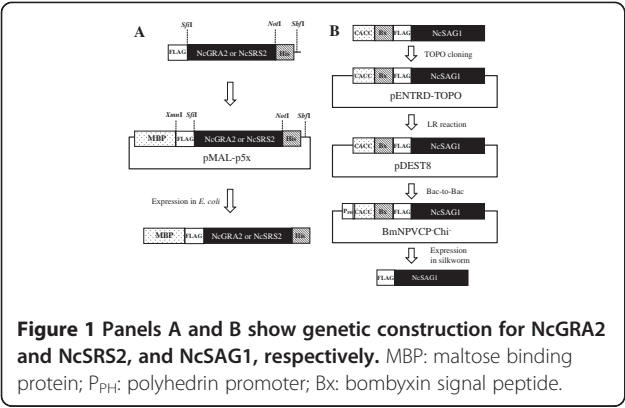 A
SfiI NotI SbfI
FLAG NcGRA2 or NcSRS2 His
XmnI SfiI NotI SbfI
MBP FLAG NcGRA2 or NcSRS2 His
pMAL-p5x
Expression in E. coli
MBP FLAG NcGRA2 or NcSRS2 His
B
CACC Bx FLAG NcSAG1
TOPO cloning
CACC Bx FLAG NcSAG1
pENTRD-TOPO
LR reaction
CACC Bx FLAG NcSAG1
pDEST8
Bac-to-Bac
PPH CACC Bx FLAG NcSAG1
BmNPVCP-Chi-
Expression
in silkworm
FLAG NcSAG1
Figure 1 Panels A and B show genetic construction for NcGRA2
and NcSRS2, and NcSAG1, respectively. MBP: maltose binding
protein; PPH: polyhedrin promoter; Bx: bombyxin signal peptide.